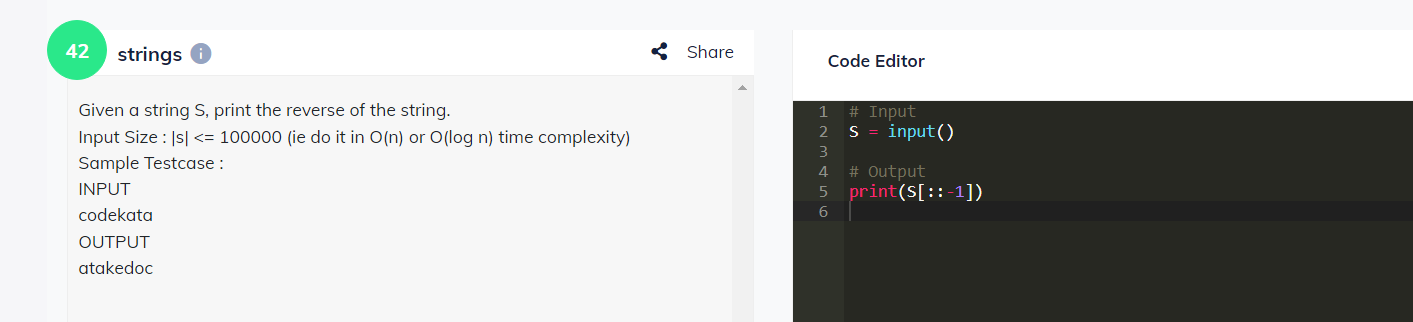 42
strings
Share
Given a string S, print the reverse of the string.
Input Size : |s| <= 100000 (ie do it in O(n) or O(log n) time complexity)
Sample Testcase :
INPUT
codekata
OUTPUT
atakedoc
Code Editor
1 # Input
2 S = input()
3
4 # Output
5 print(S[::-1])
6